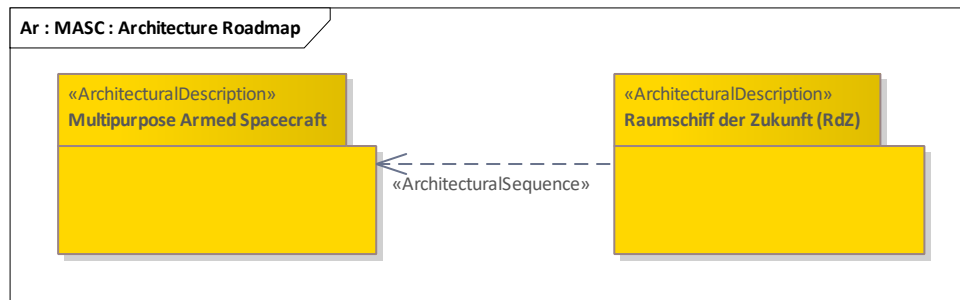 Ar : MASC : Architecture Roadmap
«ArchitecturalDescription»
Multipurpose Armed Spacecraft
«ArchitecturalDescription»
Raumschiff der Zukunft (RdZ)
«ArchitecturalSequence»